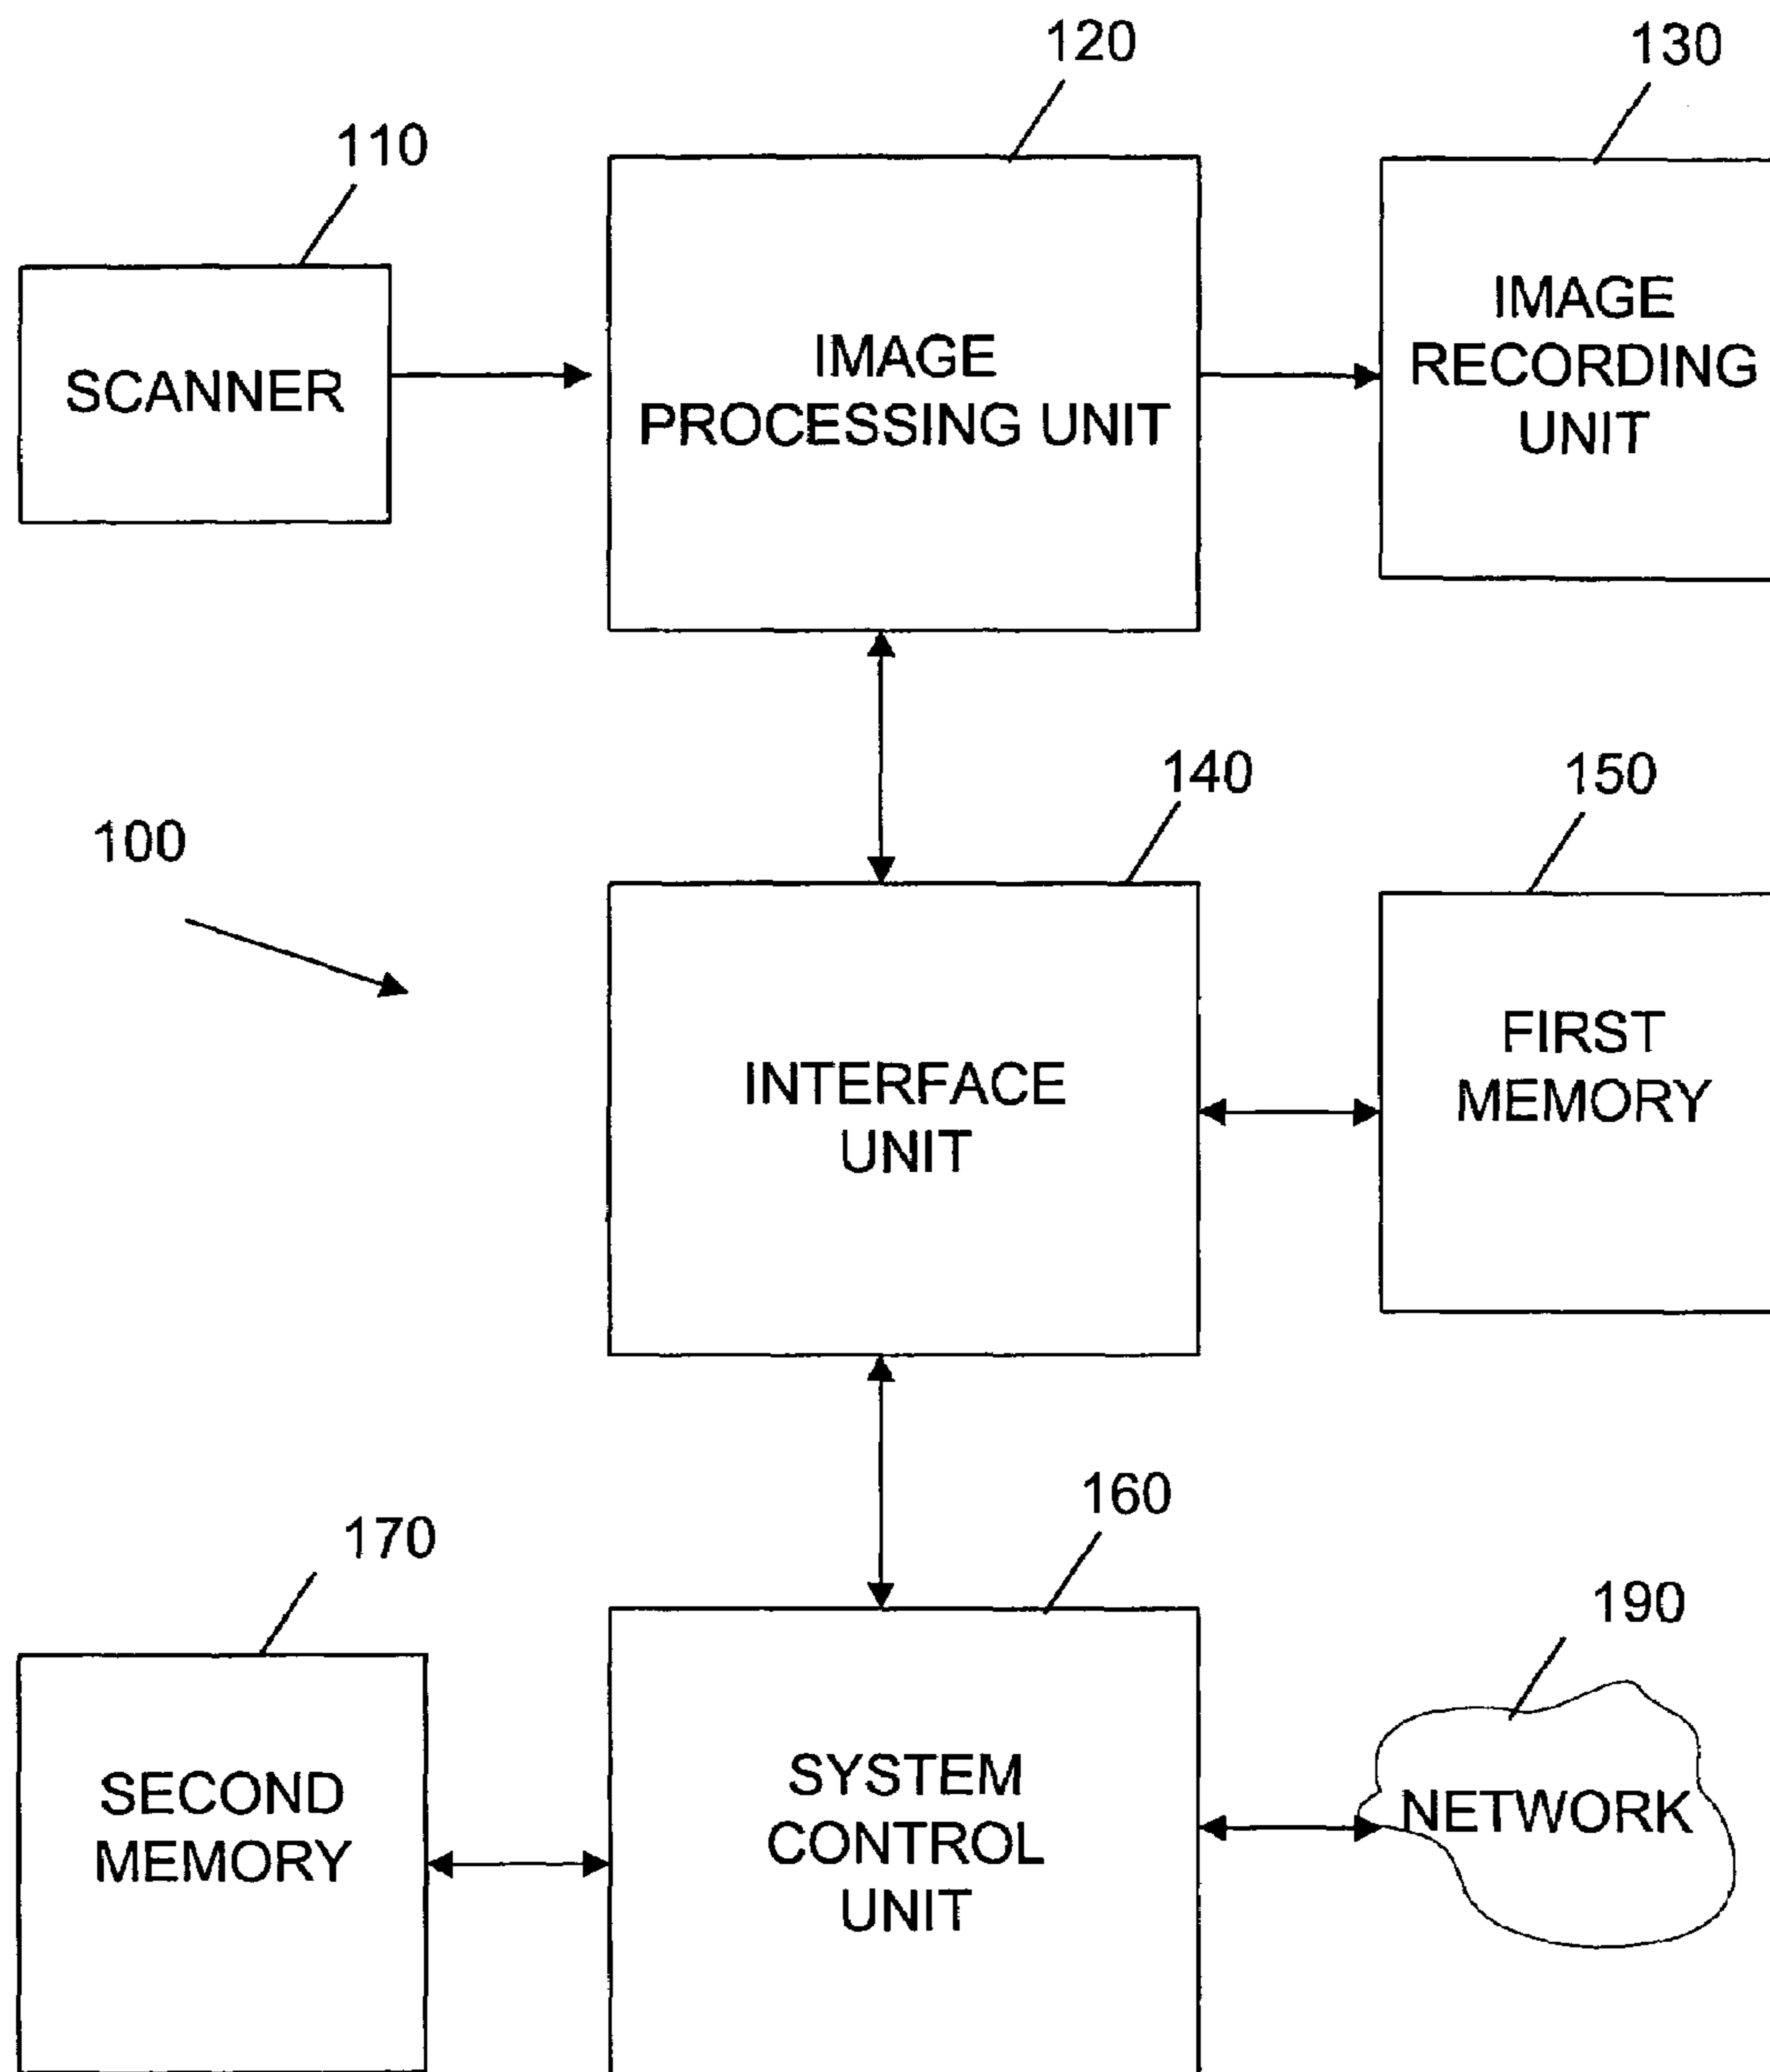 120
130
110
SCANNER
IMAGE
PROCESSING UNIT
IMAGE
RECORDING
UNIT
140
150
100
INTERFACE
UNIT
FIRST
MEMORY
160
170
190
SECOND
MEMORY
SYSTEM
CONTROL
UNIT
NETWORK